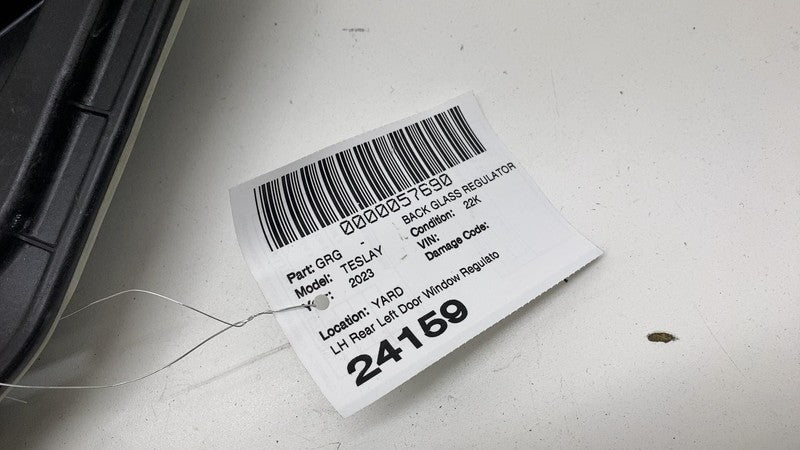 0000057690
Part: GRG - BACK GLASS REGULATOR
Model: TESLAY Condition: 22K
2023 VIN:
Damage Code:
Location: YARD
LH Rear Left Door Window Regulato
24159